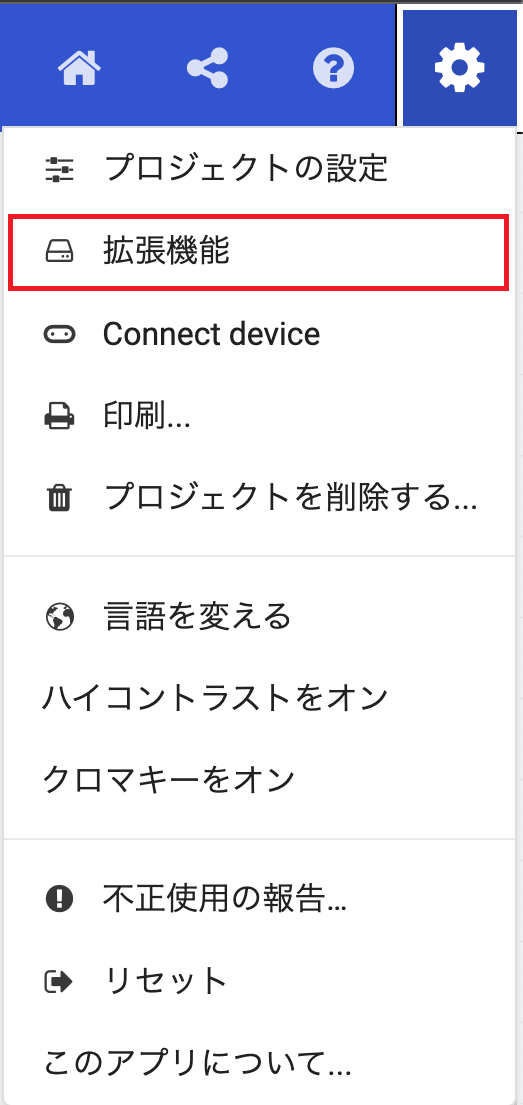 プロジェクトの設定
拡張機能
Connect device
印刷...
プロジェクトを削除する...
言語を変える
ハイコントラストをオン
クロマキーをオン
不正使用の報告...
リセット
このアプリについて...